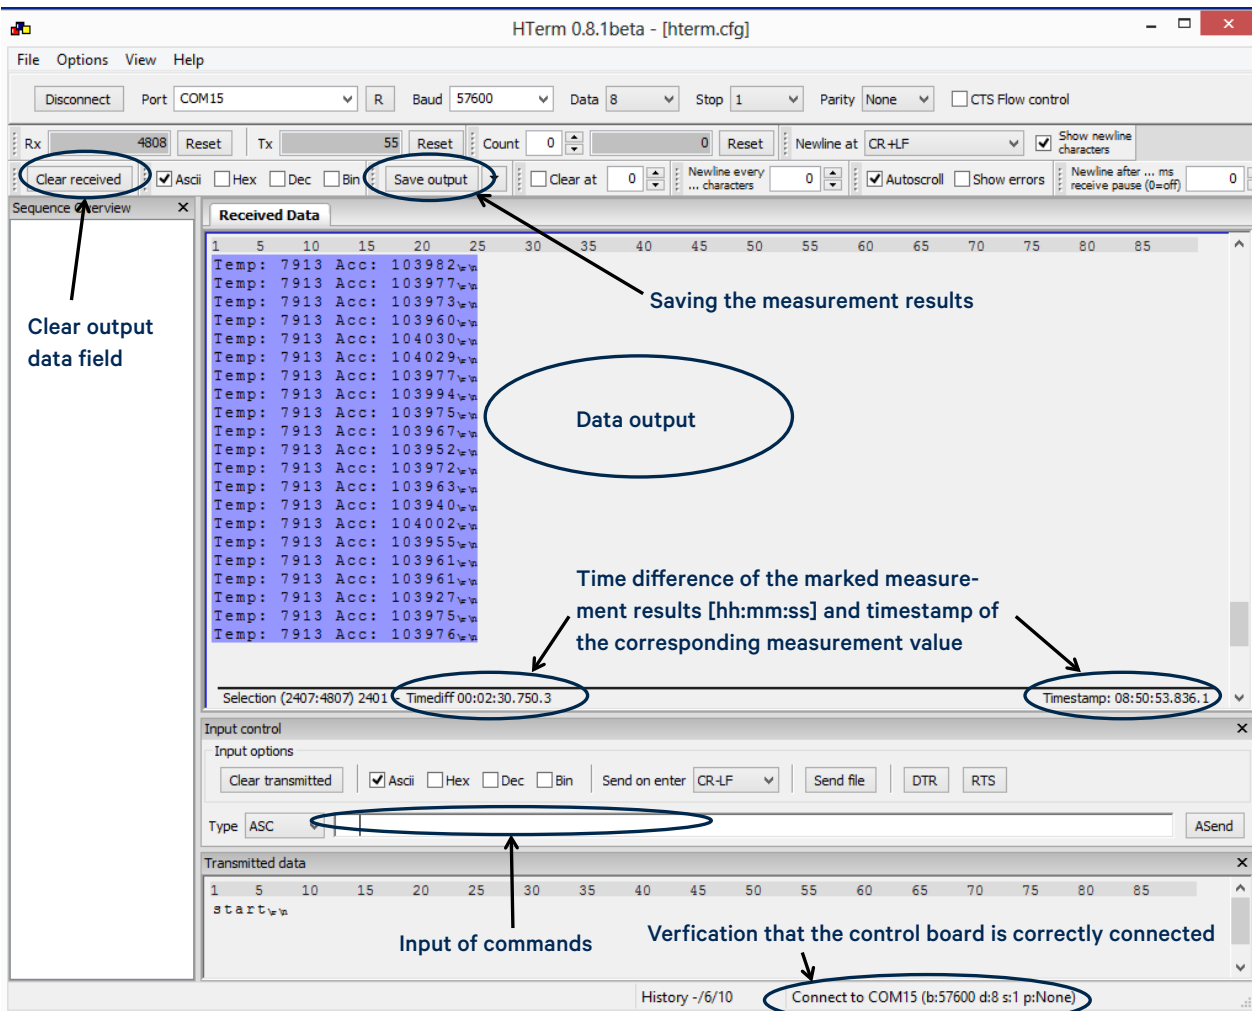 HTerm 0.8.1beta - [hterm.cfg]
File Options View Help
Disconnect Port COM15 R Baud 57600 Data 8 Stop 1 Parity None CTS Flow control
Rx 4808 Reset Tx 55 Reset Count 0 0 Reset Newline at CR+LF Show newline characters
Clear received Ascii Hex Dec Bin Save output Clear at 0 Newline every ... characters 0 Autoscroll Show errors Newline after ... ms receive pause (0=off) 0
Sequence Overview X
Received Data
1 5 10 15 20 25 30 35 40 45 50 55 60 65 70 75 80 85
Temp: 7913 Acc: 103982\r\n
Temp: 7913 Acc: 103977\r\n
Temp: 7913 Acc: 103973\r\n
Temp: 7913 Acc: 103960\r\n
Temp: 7913 Acc: 104030\r\n
Temp: 7913 Acc: 104029\r\n
Temp: 7913 Acc: 103977\r\n
Temp: 7913 Acc: 103994\r\n
Temp: 7913 Acc: 103975\r\n
Temp: 7913 Acc: 103967\r\n
Temp: 7913 Acc: 103952\r\n
Temp: 7913 Acc: 103972\r\n
Temp: 7913 Acc: 103963\r\n
Temp: 7913 Acc: 103940\r\n
Temp: 7913 Acc: 104002\r\n
Temp: 7913 Acc: 103955\r\n
Temp: 7913 Acc: 103961\r\n
Temp: 7913 Acc: 103961\r\n
Temp: 7913 Acc: 103927\r\n
Temp: 7913 Acc: 103975\r\n
Temp: 7913 Acc: 103976\r\n
Clear output
data field
Saving the measurement results
Data output
Time difference of the marked measure-
ment results [hh:mm:ss] and timestamp of
the corresponding measurement value
Selection (2407:4807) 2401 - Timediff 00:02:30.750.3 Timestamp: 08:50:53.836.1
Input control
Input options
Clear transmitted Ascii Hex Dec Bin Send on enter CR-LF Send file DTR RTS
Type ASC ASend
Transmitted data
1 5 10 15 20 25 30 35 40 45 50 55 60 65 70 75 80 85
start\r\n
Input of commands
Verfication that the control board is correctly connected
History -/6/10 Connect to COM15 (b:57600 d:8 s:1 p:None)